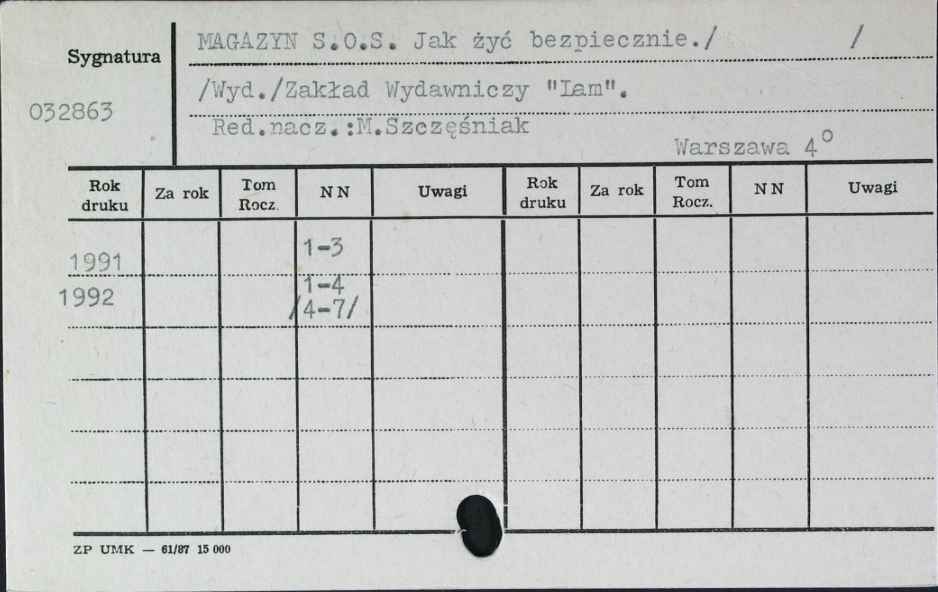 Sygnatura
032863
MAGAZYN S.O.S. Jak żyć bezpiecznie./ /
/Wyd./Zakład Wydawniczy "Iam".
Red.nacz.:M.Szczęśniak
Warszawa 4°
Rok druku Za rok Tom Rocz. NN Uwagi Rok druku Za rok Tom Rocz. NN Uwagi
1991 1-3
1992 1-4
/4-7/
ZP UMK — 61/87 15 000